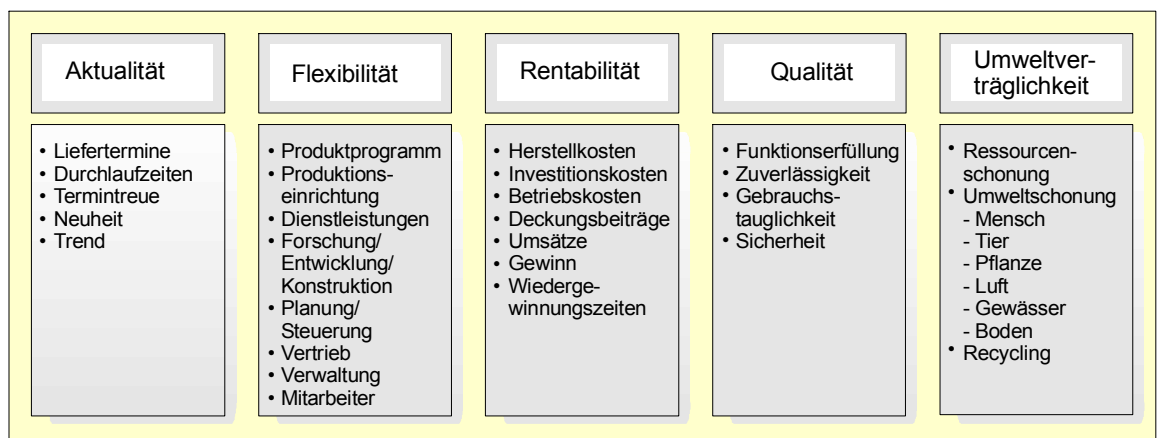 Aktualität
• Liefertermine
• Durchlaufzeiten
• Termintreue
• Neuheit
• Trend
Flexibilität
• Produktprogramm
• Produktions-
einrichtung
• Dienstleistungen
• Forschung/
Entwicklung/
Konstruktion
• Planung/
Steuerung
• Vertrieb
• Verwaltung
• Mitarbeiter
Rentabilität
• Herstellkosten
• Investitionskosten
• Betriebskosten
• Deckungsbeiträge
• Umsätze
• Gewinn
• Wiederge-
winnungszeiten
Qualität
• Funktionserfüllung
• Zuverlässigkeit
• Gebrauchs-
tauglichkeit
• Sicherheit
Umweltver-
träglichkeit
• Ressourcen-
schonung
• Umweltschonung
- Mensch
- Tier
- Pflanze
- Luft
- Gewässer
- Boden
• Recycling